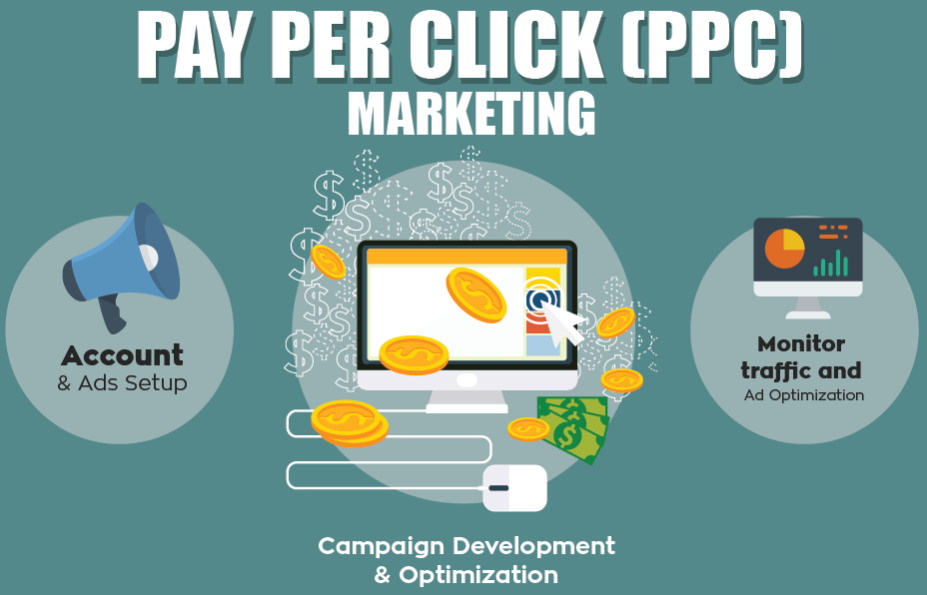 PAY PER CLICK (PPC)
MARKETING
Account
& Ads Setup
Monitor
traffic and
Ad Optimization
Campaign Development
& Optimization